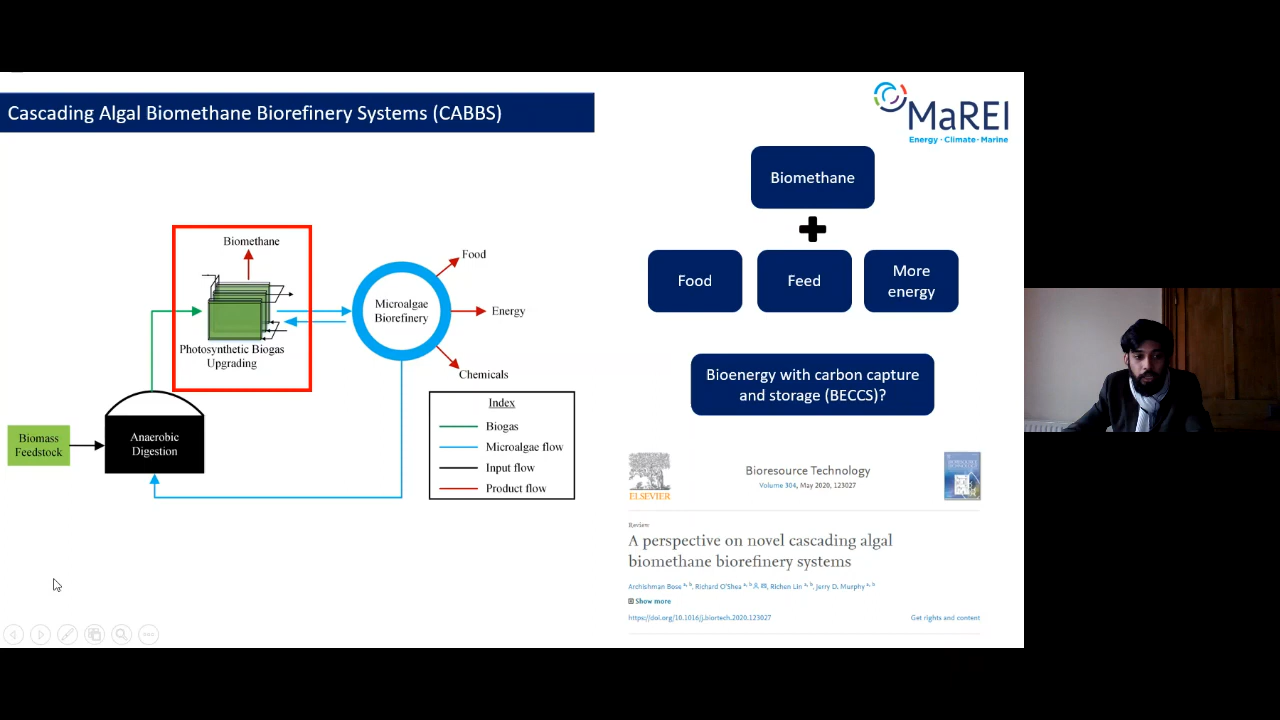 Cascading Algal Biomethane Biorefinery Systems (CABBS)
MaREI
Energy · Climate · Marine
Biomethane
Food
Feed
More
energy
Bioenergy with carbon capture
and storage (BECCS)?
Biomethane
Photosynthetic Biogas
Upgrading
Microalgae
Biorefinery
Food
Energy
Chemicals
Biomass
Feedstock
Anaerobic
Digestion
Index
Biogas
Microalgae flow
Input flow
Product flow
ELSEVIER
Bioresource Technology
Volume 304, May 2020, 123027
Review
A perspective on novel cascading algal
biomethane biorefinery systems
Archishman Bose a, b, Richard O'Shea a, b, Richen Lin a, b, Jerry D. Murphy a, b
Show more
https://doi.org/10.1016/j.biortech.2020.123027
Get rights and content